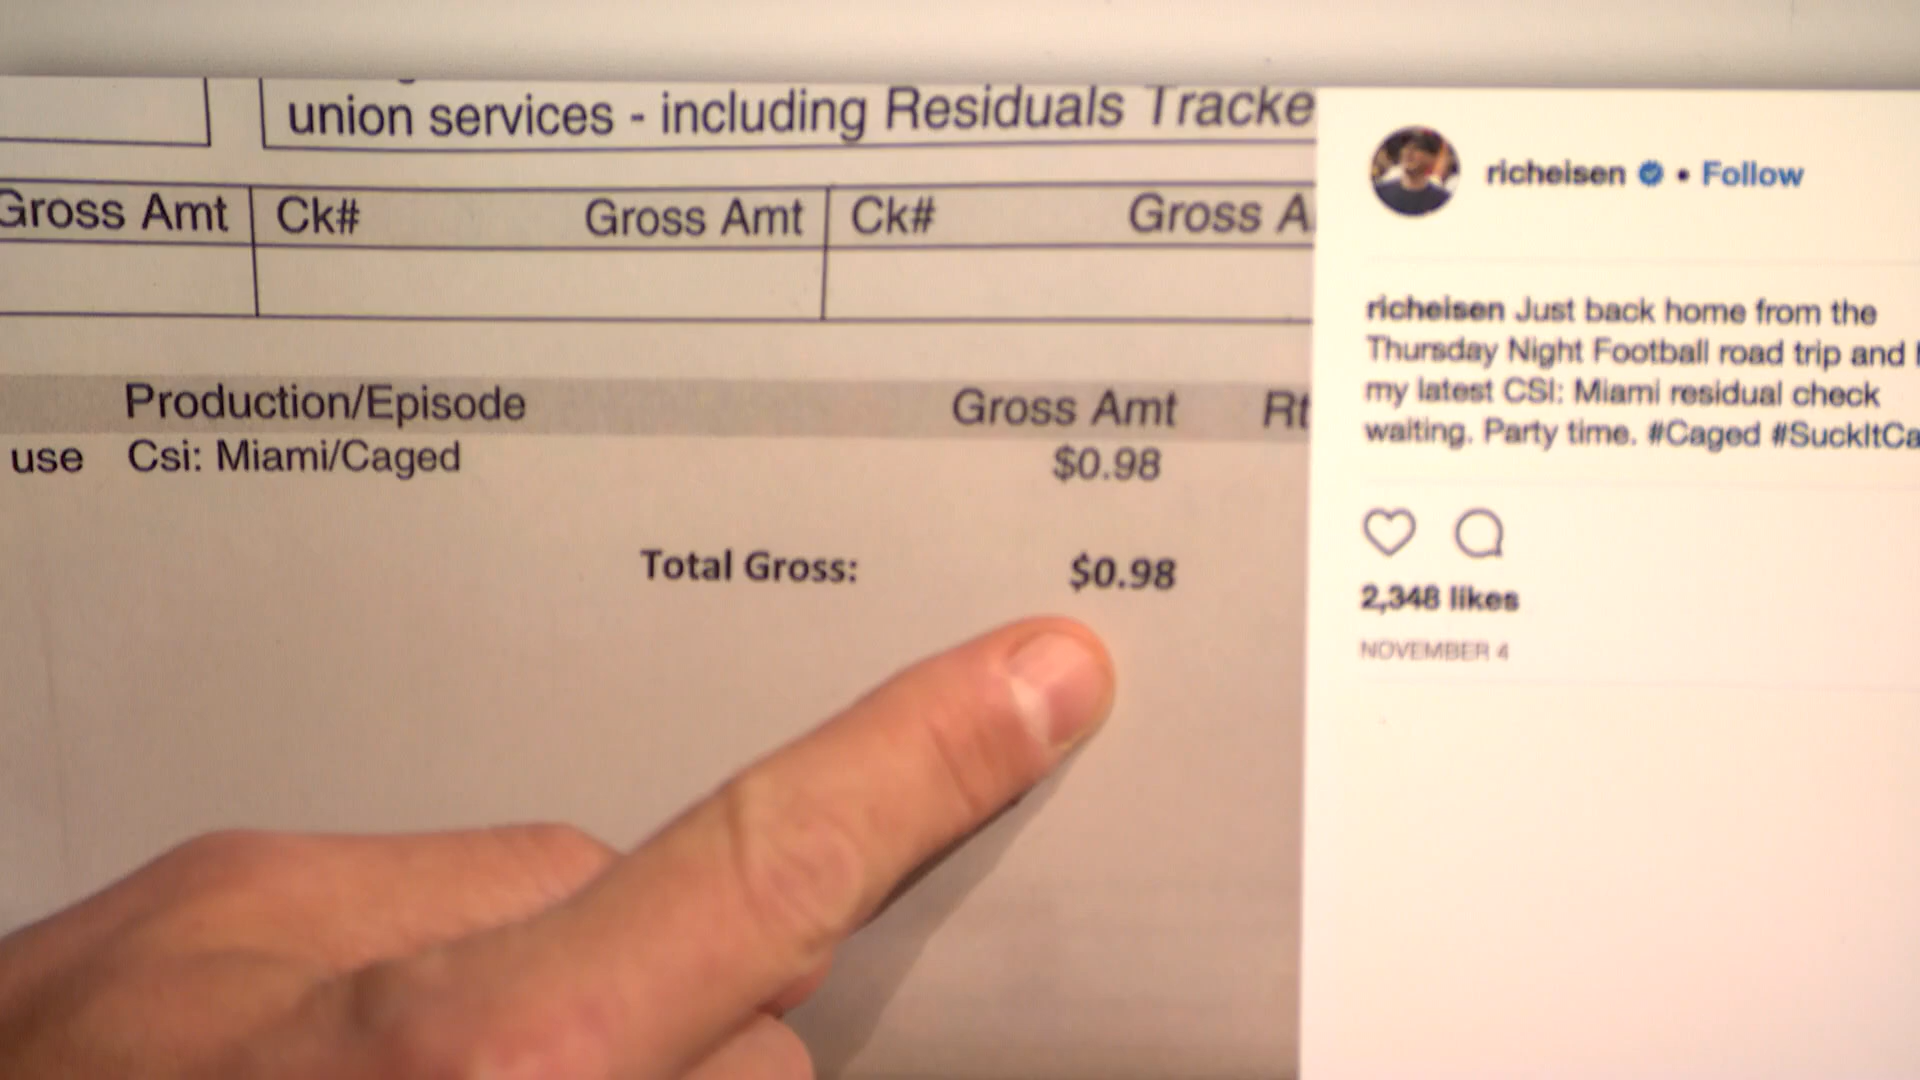 union services - including Residuals Tracke
Gross Amt Ck# Gross Amt Ck# Gross A
Production/Episode Gross Amt Rt
use Csi: Miami/Caged $0.98
Total Gross: $0.98
richeisen • Follow
richeisen Just back home from the
Thursday Night Football road trip and
my latest CSI: Miami residual check
waiting. Party time. #Caged #SuckItCa
2,348 likes
NOVEMBER 4